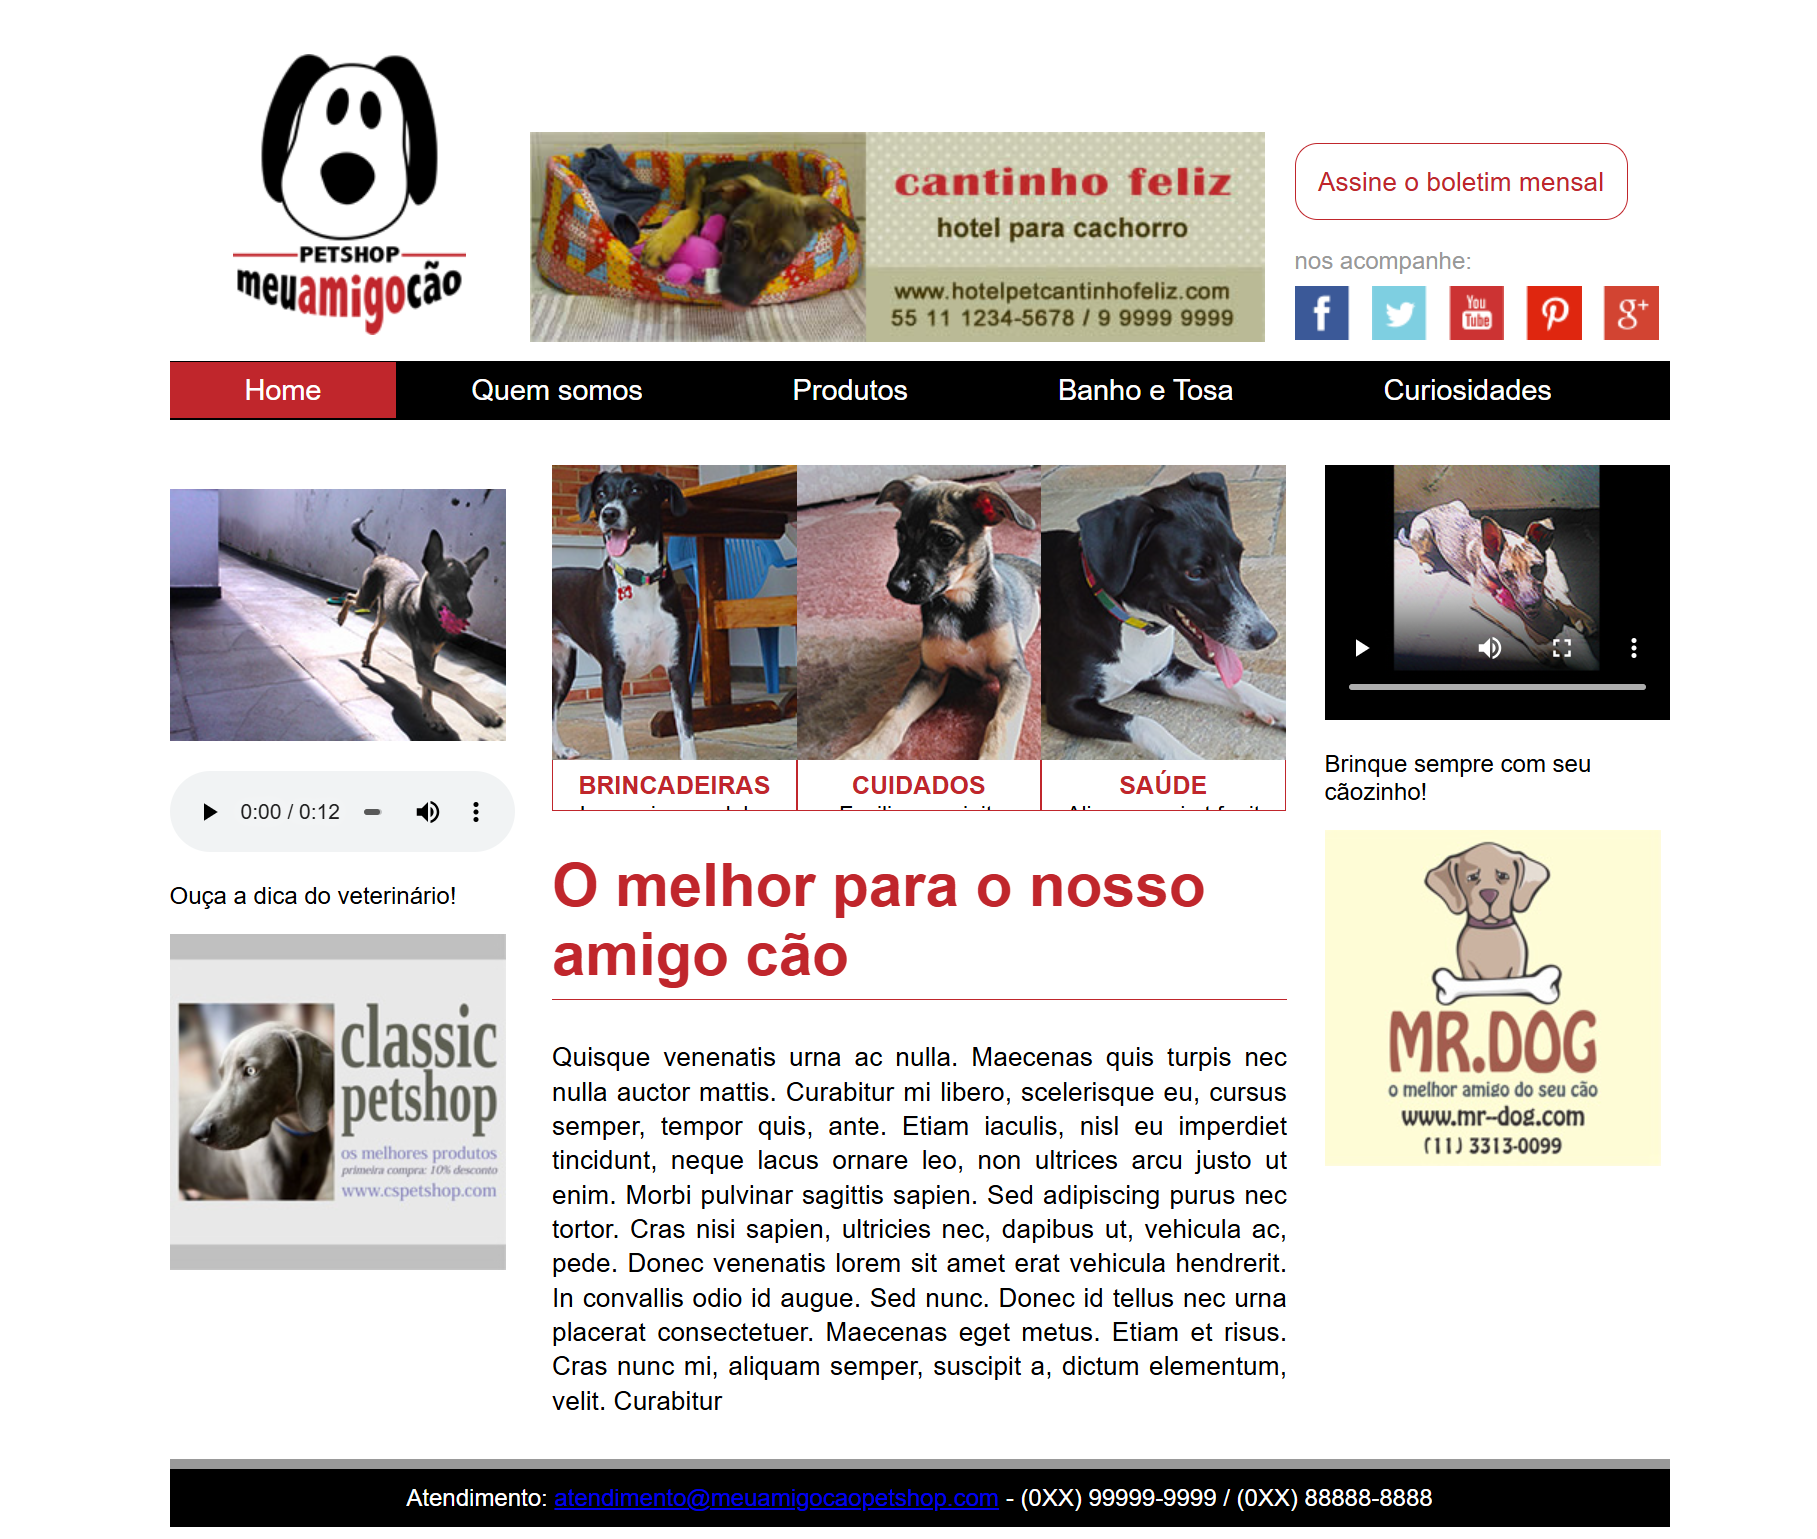 PETSHOP
meuamigocão
cantinho feliz
hotel para cachorro
www.hotelpetcantinhofeliz.com
55 11 1234-5678 / 9 9999 9999
Assine o boletim mensal
nos acompanhe:
f
You
Tube
g+
Home
Quem somos
Produtos
Banho e Tosa
Curiosidades
0:00 / 0:12
Ouça a dica do veterinário!
classic
petshop
os melhores produtos
primeira compra: 10% desconto
www.cspetshop.com
BRINCADEIRAS
CUIDADOS
SAÚDE
O melhor para o nosso
amigo cão
Quisque venenatis urna ac nulla. Maecenas quis turpis nec
nulla auctor mattis. Curabitur mi libero, scelerisque eu, cursus
semper, tempor quis, ante. Etiam iaculis, nisl eu imperdiet
tincidunt, neque lacus ornare leo, non ultrices arcu justo ut
enim. Morbi pulvinar sagittis sapien. Sed adipiscing purus nec
tortor. Cras nisi sapien, ultricies nec, dapibus ut, vehicula ac,
pede. Donec venenatis lorem sit amet erat vehicula hendrerit.
In convallis odio id augue. Sed nunc. Donec id tellus nec urna
placerat consectetuer. Maecenas eget metus. Etiam et risus.
Cras nunc mi, aliquam semper, suscipit a, dictum elementum,
velit. Curabitur
Brinque sempre com seu
cãozinho!
MR.DOG
o melhor amigo do seu cão
www.mr-dog.com
(11) 3313-0099
Atendimento: atendimento@meuamigocaopetshop.com - (0XX) 99999-9999 / (0XX) 88888-8888